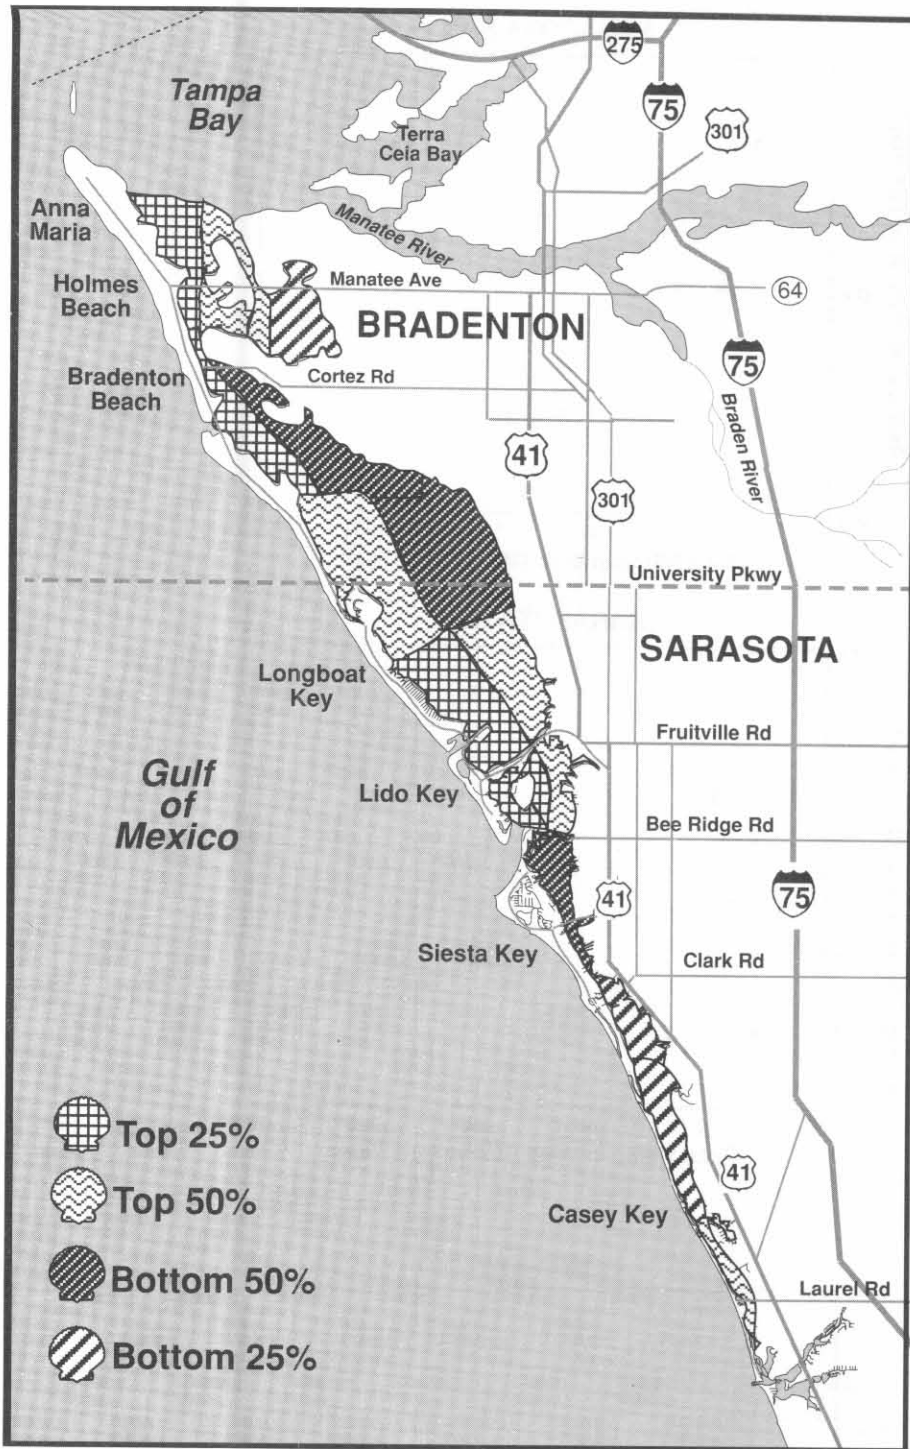 275
75
301
Tampa
Bay
Terra
Ceia Bay
Anna
Maria
Manatee River
Holmes
Beach
Manatee Ave
64
BRADENTON
75
Bradenton
Beach
Cortez Rd
Braden River
41
301
University Pkwy
SARASOTA
Longboat
Key
Fruitville Rd
Gulf
of
Mexico
Lido Key
Bee Ridge Rd
41
75
Siesta Key
Clark Rd
Top 25%
Top 50%
41
Casey Key
Bottom 50%
Laurel Rd
Bottom 25%